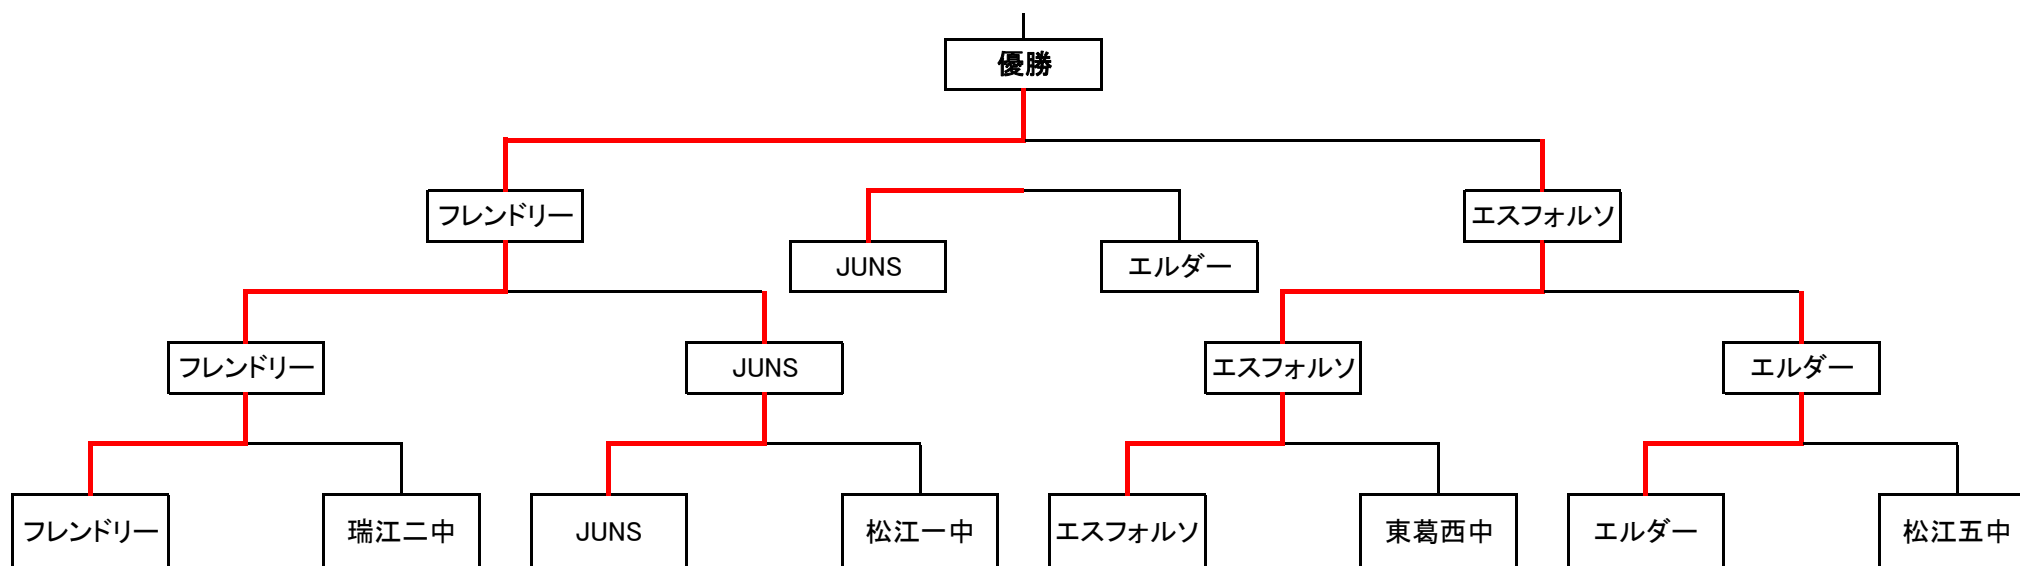 優勝
フレンドリー
エスフォルソ
JUNS
エルダー
フレンドリー
JUNS
エスフォルソ
エルダー
フレンドリー
瑞江二中
JUNS
松江一中
エスフォルソ
東葛西中
エルダー
松江五中